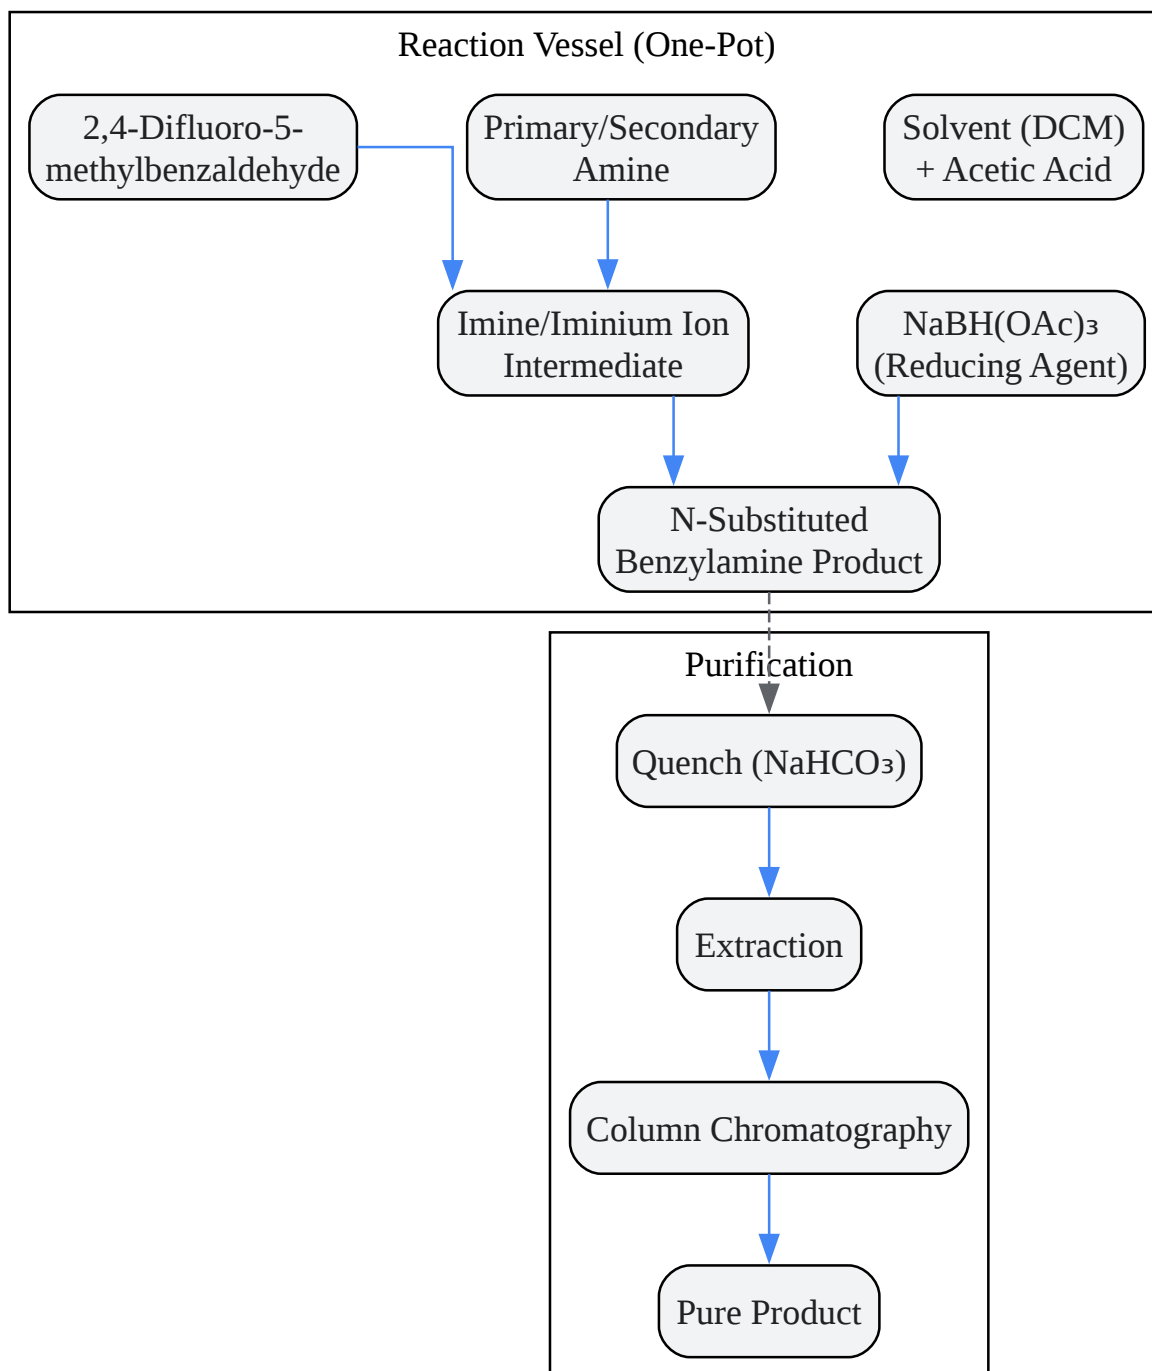 Reaction Vessel (One-Pot)
2,4-Difluoro-5-
methylbenzaldehyde
Primary/Secondary
Amine
Solvent (DCM)
+ Acetic Acid
Imine/Iminium Ion
Intermediate
NaBH(OAc)₃
(Reducing Agent)
N-Substituted
Benzylamine Product
Purification
Quench (NaHCO₃)
Extraction
Column Chromatography
Pure Product